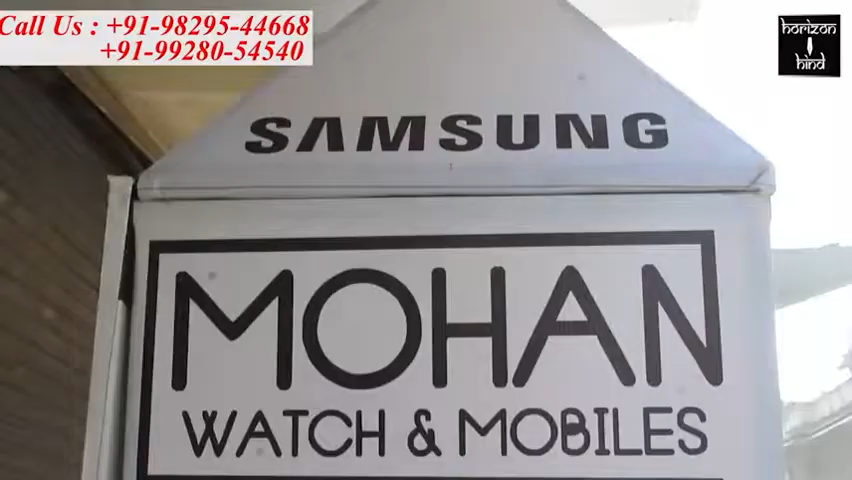 Call Us : +91-98295-44668
+91-99280-54540
horizon
hind
SAMSUNG
MOHAN
WATCH & MOBILES